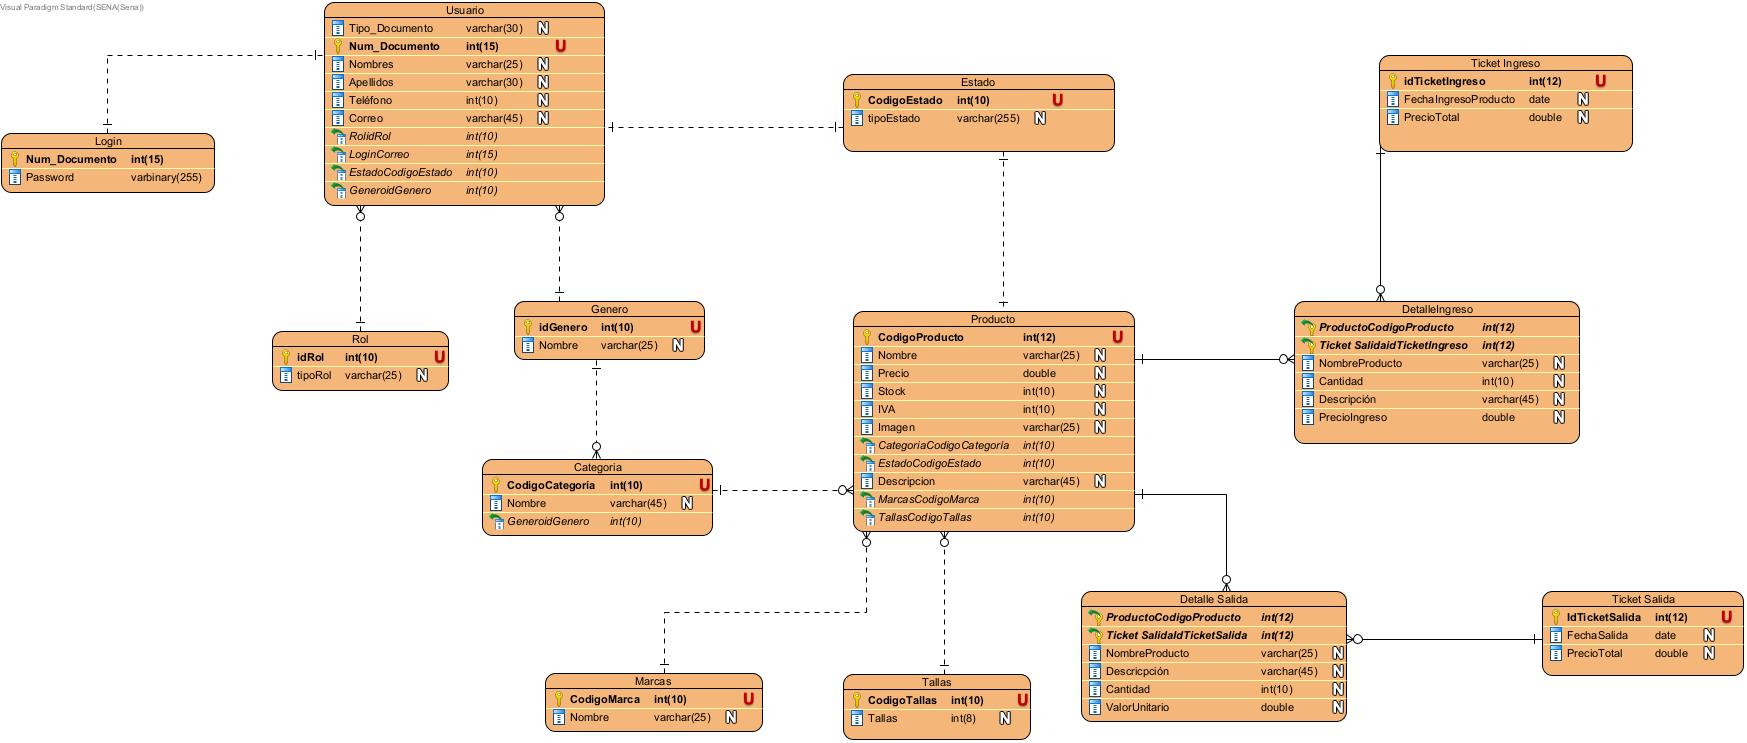 Visual Paradigm Standard(SENA(Sena))
Usuario
Tipo_Documento varchar(30) N
Num_Documento int(15) U
Nombres varchar(25) N
Apellidos varchar(30) N
Teléfono int(10) N
Correo varchar(45) N
RolidRol int(10)
LoginCorreo int(15)
EstadoCodigoEstado int(10)
GeneroidGenero int(10)
Login
Num_Documento int(15)
Password varbinary(255)
Estado
CodigoEstado int(10) U
tipoEstado varchar(255) N
Ticket Ingreso
idTicketIngreso int(12) U
FechaIngresoProducto date N
PrecioTotal double N
Rol
idRol int(10) U
tipoRol varchar(25) N
Genero
idGenero int(10) U
Nombre varchar(25) N
Producto
CodigoProducto int(12) U
Nombre varchar(25) N
Precio double N
Stock int(10) N
IVA int(10) N
Imagen varchar(25) N
CategoriaCodigoCategoría int(10)
EstadoCodigoEstado int(10)
Descripcion varchar(45) N
MarcasCodigoMarca int(10)
TallasCodigoTallas int(10)
DetalleIngreso
ProductoCodigoProducto int(12)
Ticket SalidaidTicketIngreso int(12)
NombreProducto varchar(25) N
Cantidad int(10) N
Descripción varchar(45) N
PrecioIngreso double N
Categoria
CodigoCategoría int(10) U
Nombre varchar(45) N
GeneroidGenero int(10)
Detalle Salida
ProductoCodigoProducto int(12)
Ticket SalidaIdTicketSalida int(12)
NombreProducto varchar(25) N
Descricpción varchar(45) N
Cantidad int(10) N
ValorUnitario double N
Ticket Salida
IdTicketSalida int(12) U
FechaSalida date N
PrecioTotal double N
Marcas
CodigoMarca int(10) U
Nombre varchar(25) N
Tallas
CodigoTallas int(10) U
Tallas int(8) N